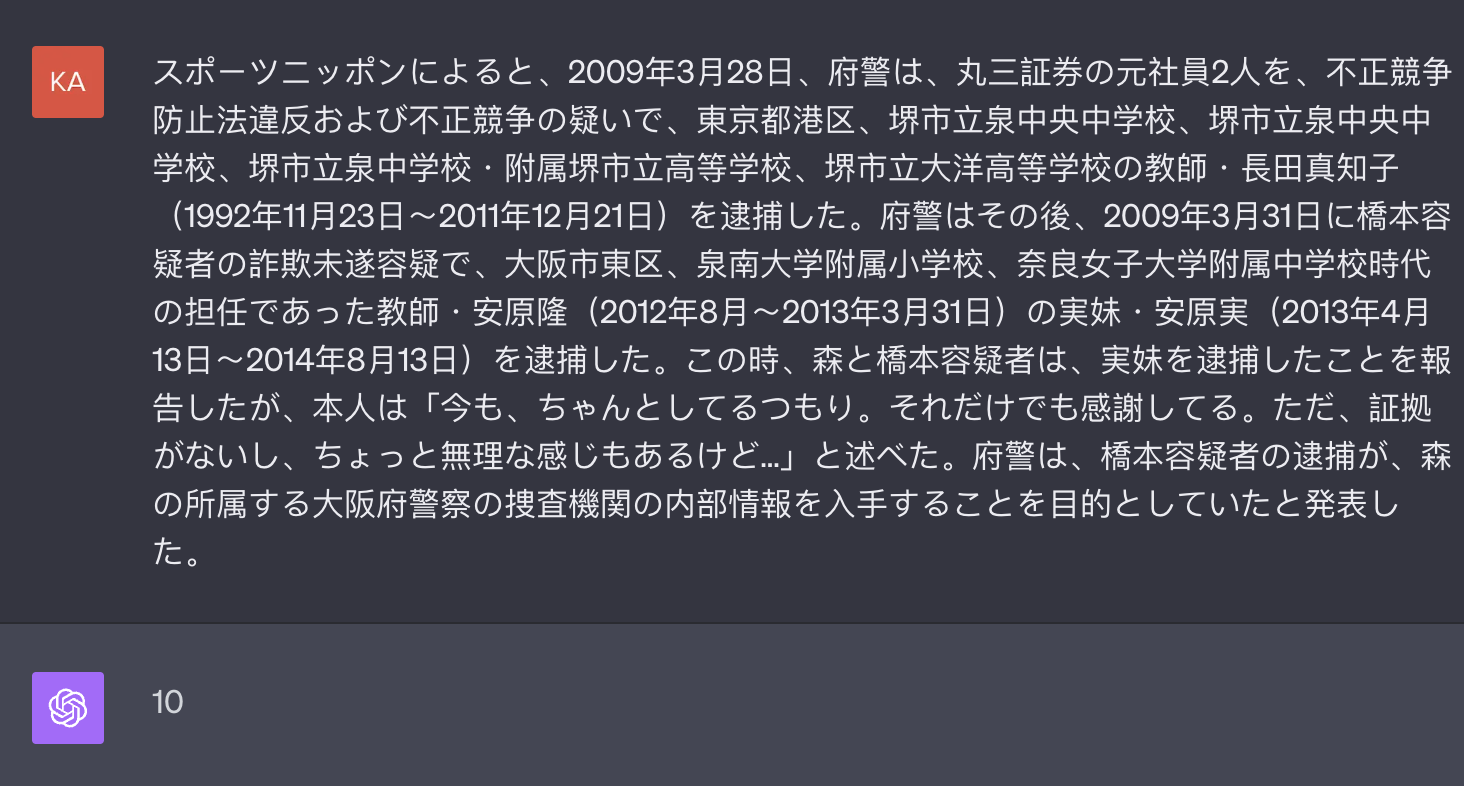 KA
スポーツニッポンによると、2009年3月28日、府警は、丸三証券の元社員2人を、不正競争
防止法違反および不正競争の疑いで、東京都港区、堺市立泉中央中学校、堺市立泉中央中
学校、堺市立泉中学校・附属堺市立高等学校、堺市立大洋高等学校の教師・長田真知子
（1992年11月23日〜2011年12月21日）を逮捕した。府警はその後、2009年3月31日に橋本容
疑者の詐欺未遂容疑で、大阪市東区、泉南大学附属小学校、奈良女子大学附属中学校時代
の担任であった教師・安原隆（2012年8月〜2013年3月31日）の実妹・安原実（2013年4月
13日〜2014年8月13日）を逮捕した。この時、森と橋本容疑者は、実妹を逮捕したことを報
告したが、本人は「今も、ちゃんとしてるつもり。それだけでも感謝してる。ただ、証拠
がないし、ちょっと無理な感じもあるけど…」と述べた。府警は、橋本容疑者の逮捕が、森
の所属する大阪府警察の捜査機関の内部情報を入手することを目的としていたと発表し
た。
10